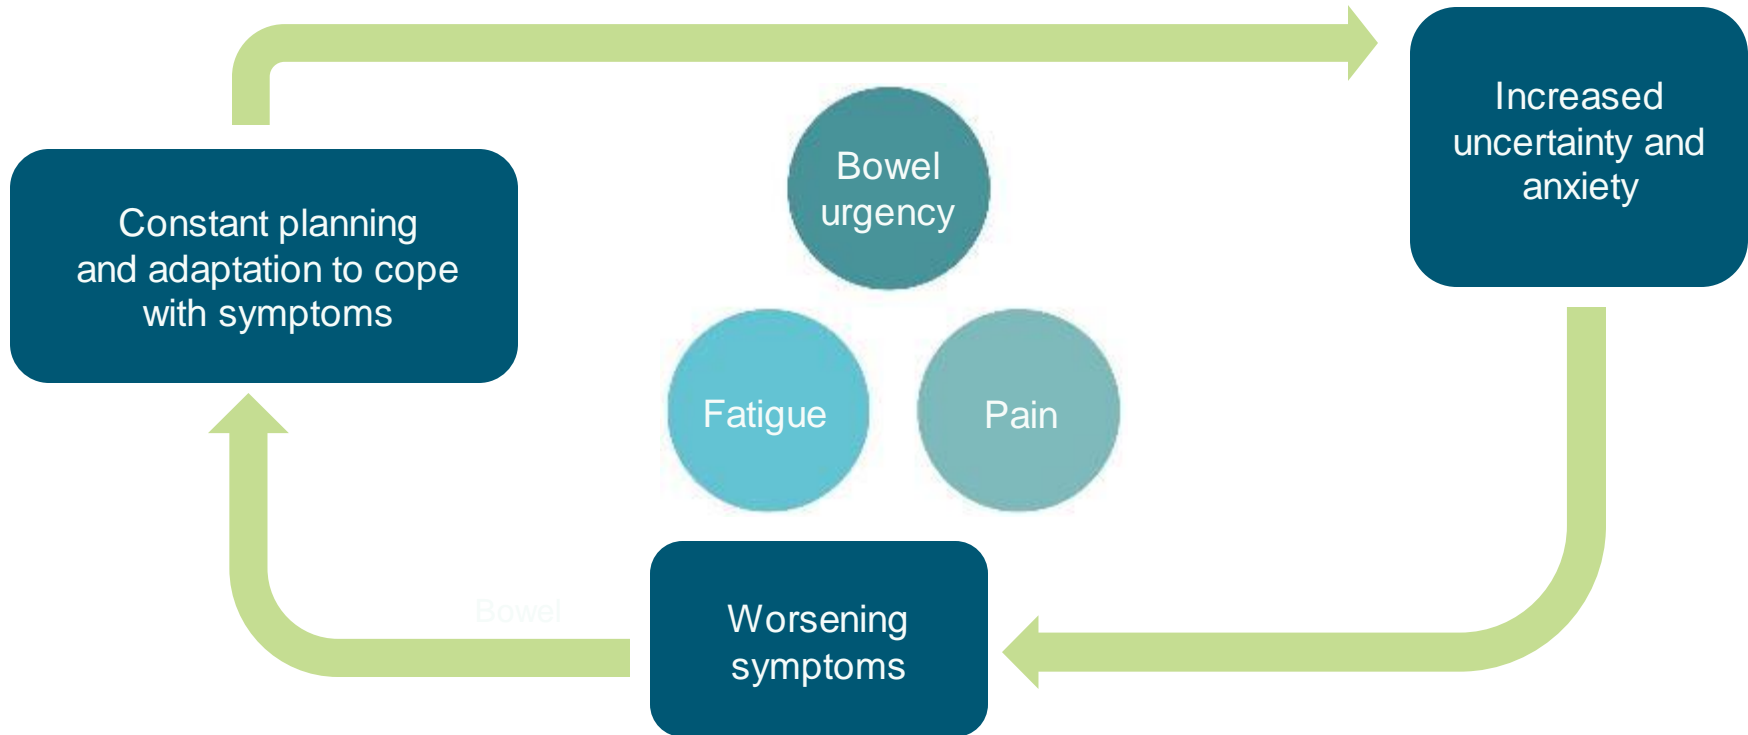 Increased
uncertainty and
anxiety
Bowel
urgency
Constant planning
and adaptation to cope
with symptoms
Fatigue
Pain
Bowel
Worsening
symptoms